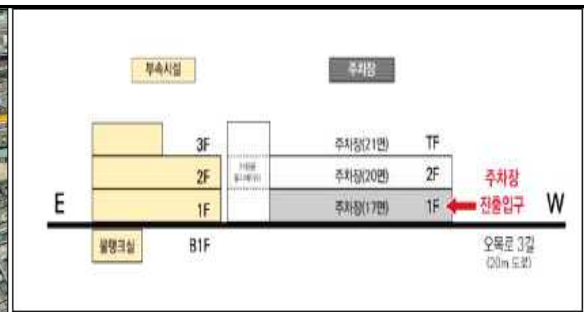 부속시설
주차장
3F
주차장(21면)
TF
2F
주차장(20면)
2F
주차장
E
1F
주차장(17면)
1F
진출입구
W
물탱크실
B1F
오목로 3길
(20m 도로)